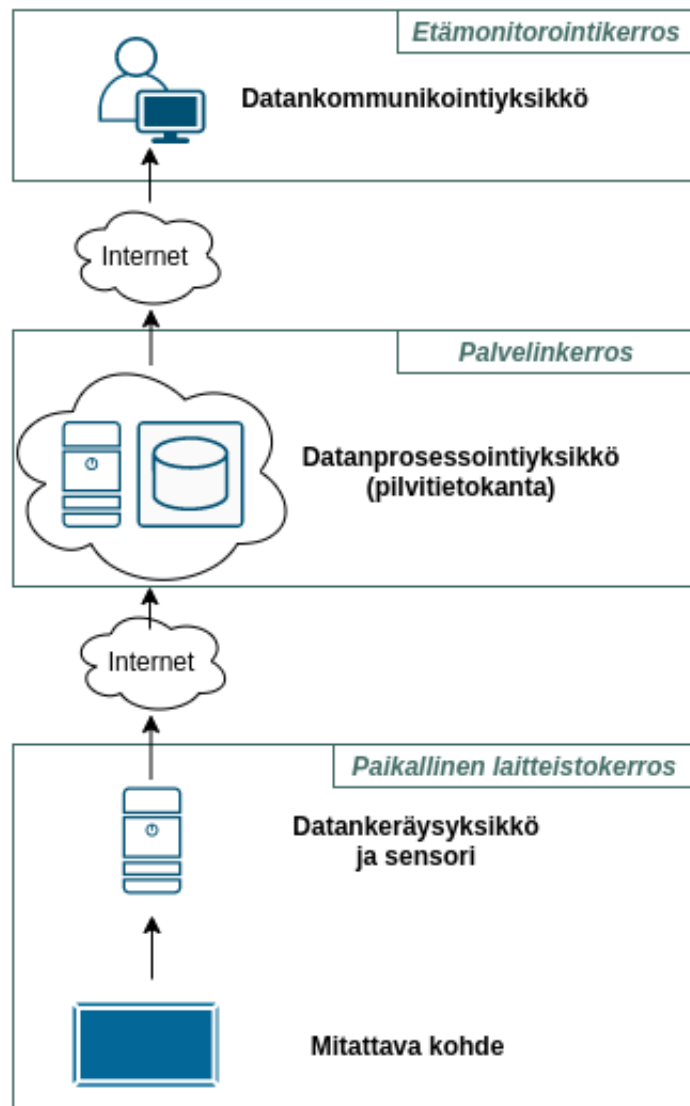 Etämonitorointikerros
Datankommunikointiyksikkö
Internet
Palvelinkerros
Datanprosessointiyksikkö
(pilvitietokanta)
Internet
Paikallinen laitteistokerros
Datankeräysyksikkö
ja sensori
Mitattava kohde